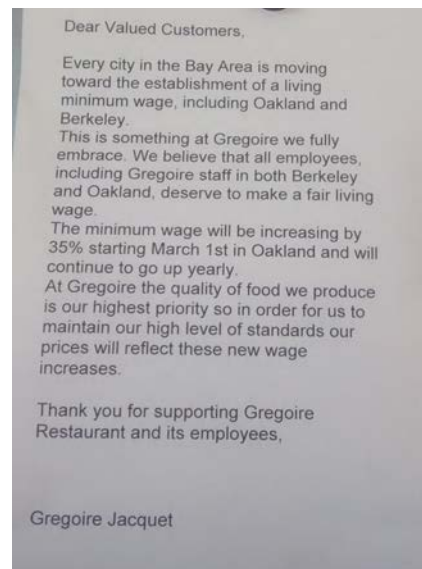 Dear Valued Customers,
Every city in the Bay Area is moving
toward the establishment of a living
minimum wage, including Oakland and
Berkeley.
This is something at Gregoire we fully
embrace. We believe that all employees,
including Gregoire staff in both Berkeley
and Oakland, deserve to make a fair living
wage.
The minimum wage will be increasing by
35% starting March 1st in Oakland and will
continue to go up yearly.
At Gregoire the quality of food we produce
is our highest priority so in order for us to
maintain our high level of standards our
prices will reflect these new wage
increases.
Thank you for supporting Gregoire
Restaurant and its employees,
Gregoire Jacquet